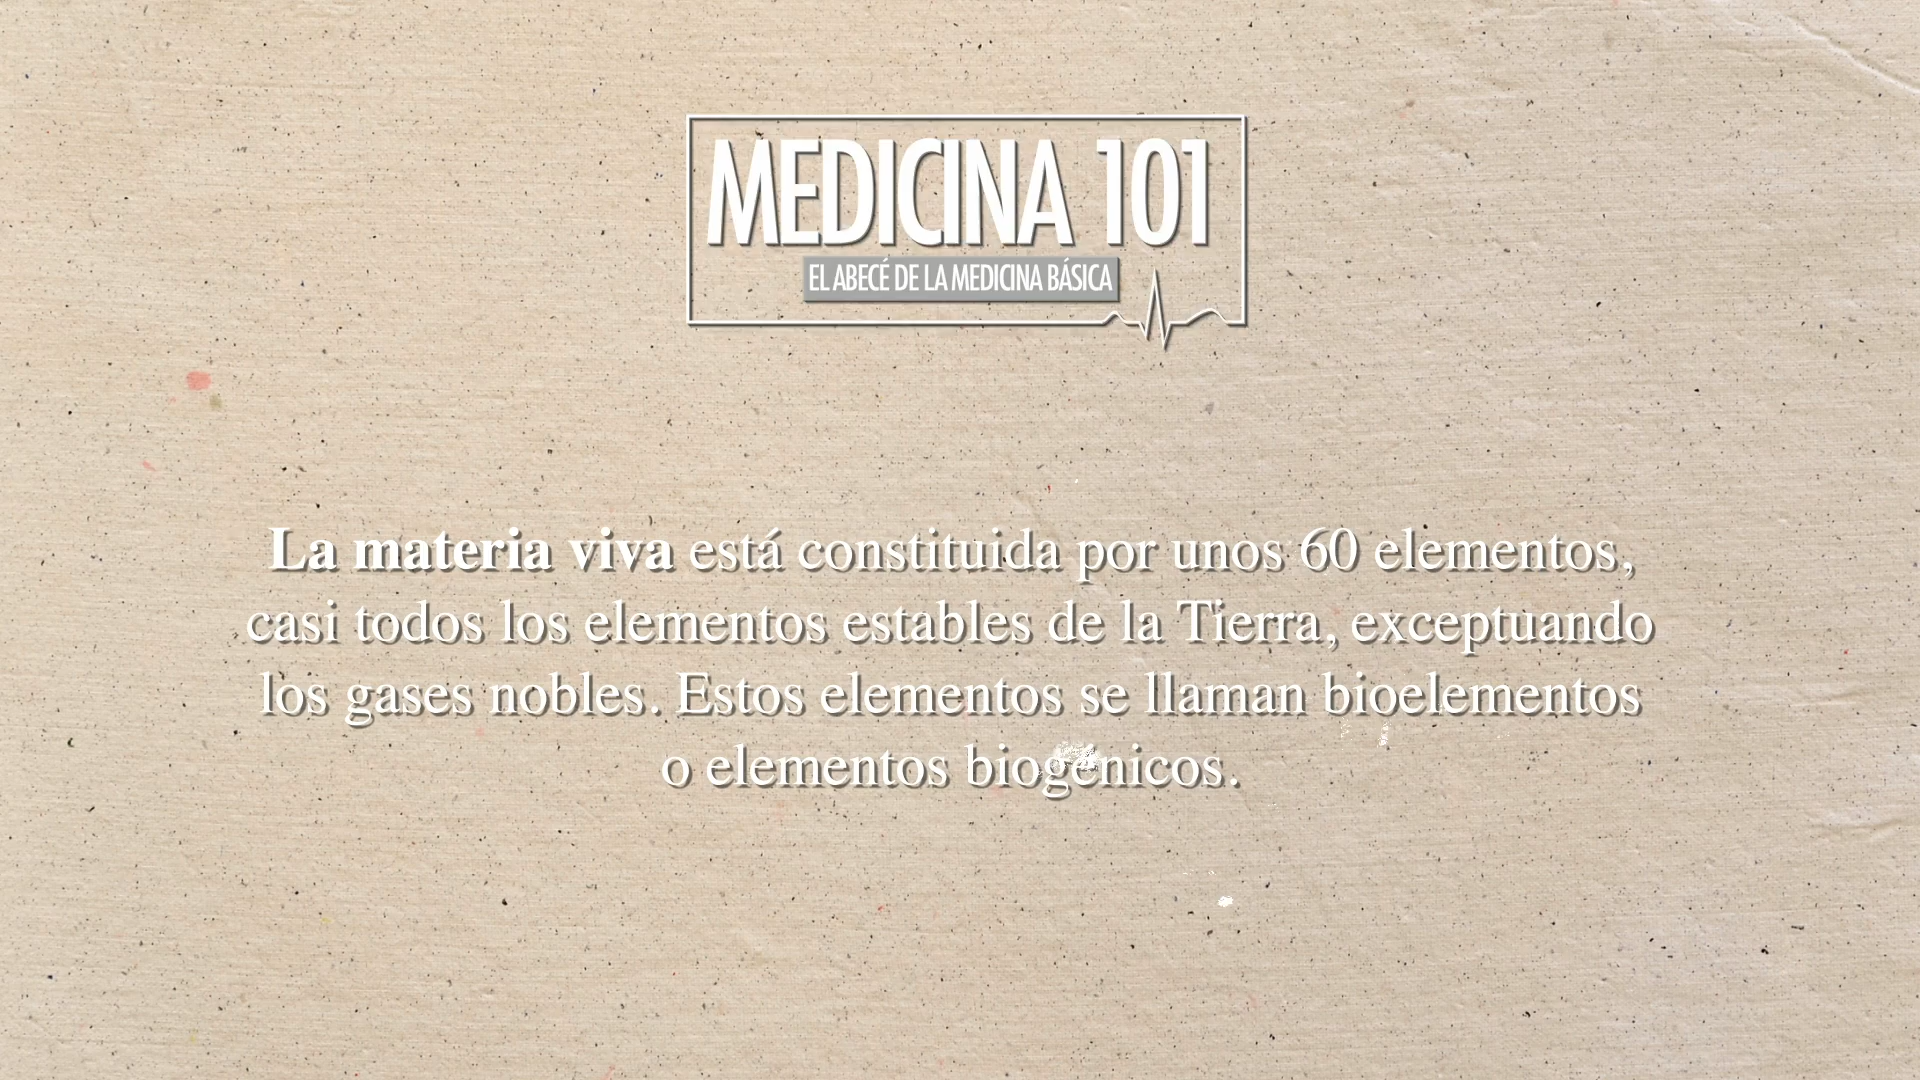 MEDICINA 101
EL ABECÉ DE LA MEDICINA BÁSICA
La materia viva está constituida por unos 60 elementos,
casi todos los elementos estables de la Tierra, exceptuando
los gases nobles. Estos elementos se llaman bioelementos
o elementos biogénicos.